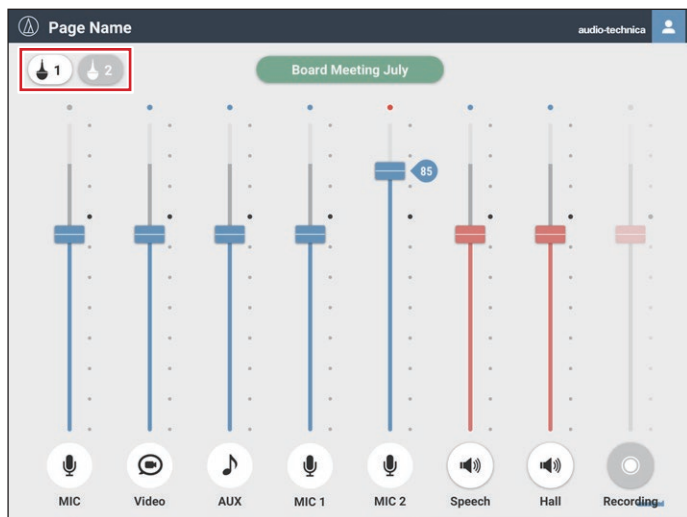 Page Name
audio-technica
1
2
Board Meeting July
85
MIC
Video
AUX
MIC 1
MIC 2
Speech
Hall
Recording